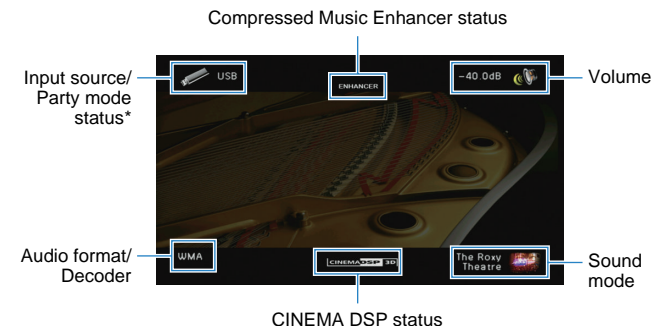 Compressed Music Enhancer status
Input source/
Party mode
status*
USB
ENHANCER
-40.0dB
Volume
Audio format/
Decoder
WMA
CINEMA DSP 3D
The Roxy
Theatre
Sound
mode
CINEMA DSP status